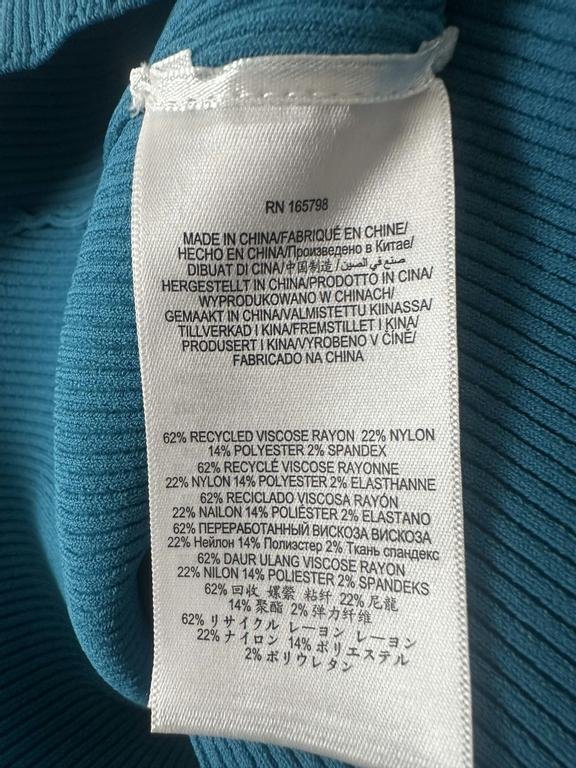 RN 165798
MADE IN CHINA/FABRIQUÉ EN CHINE/
HECHO EN CHINA/Произведено в Китае/
DIBUAT DI CINA/中国制造/صنع في الصين/
HERGESTELLT IN CHINA/PRODOTTO IN CINA/
WYPRODUKOWANO W CHINACH/
GEMAAKT IN CHINA/VALMISTETTU KIINASSA/
TILLVERKAD I KINA/FREMSTILLET I KINA/
PRODUSERT I KINA/VYROBENO V ČÍNĚ/
FABRICADO NA CHINA
62% RECYCLED VISCOSE RAYON 22% NYLON
14% POLYESTER 2% SPANDEX
62% RECYCLÉ VISCOSE RAYONNE
22% NYLON 14% POLYESTER 2% ELASTHANNE
62% RECICLADO VISCOSA RAYÓN
22% NAILON 14% POLIÉSTER 2% ELASTANO
62% ПЕРЕРАБОТАННЫЙ ВИСКОЗА ВИСКОЗА
22% Нейлон 14% Полиэстер 2% Ткань спандекс
62% DAUR ULANG VISCOSE RAYON
22% NILON 14% POLIESTER 2% SPANDEKS
62% 回收 嫘縈 粘纤 22% 尼龍
14% 聚酯 2% 弹力纤维
62% リサイクル レーヨン レーヨン
22% ナイロン 14% ポリエステル
2% ポリウレタン